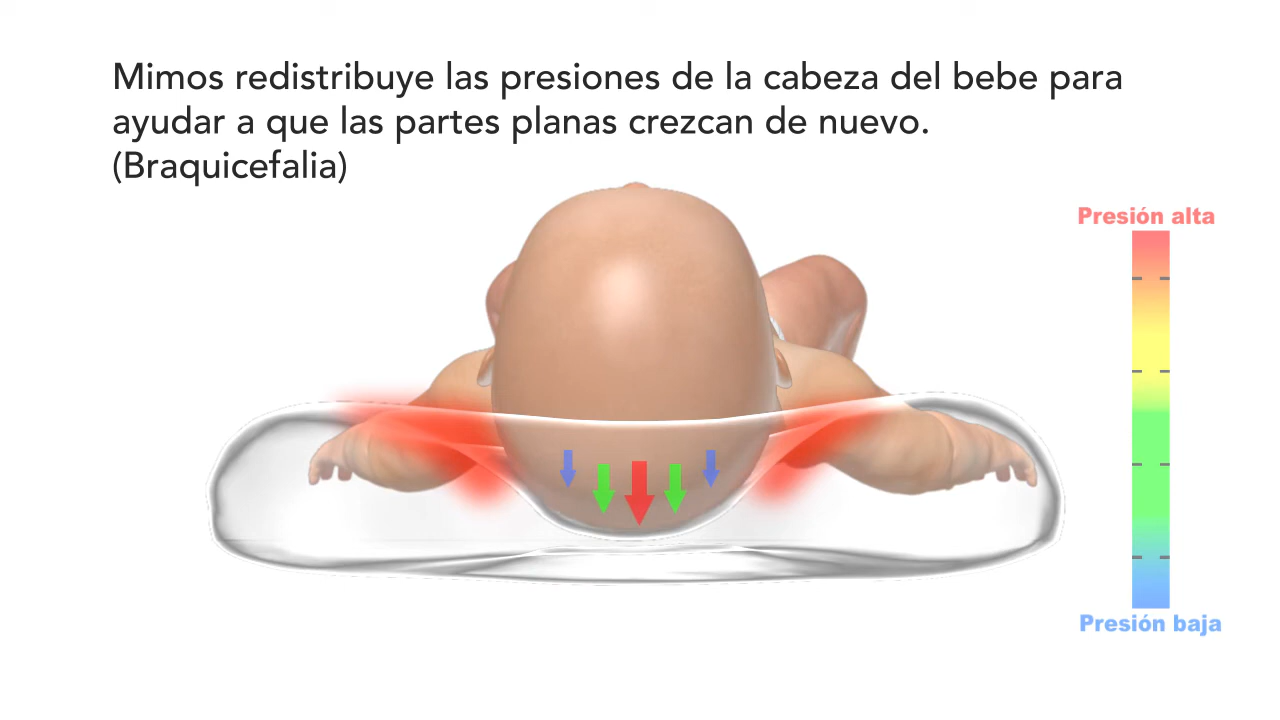 Mimos redistribuye las presiones de la cabeza del bebe para
ayudar a que las partes planas crezcan de nuevo.
(Braquicefalia)
Presión alta
Presión baja